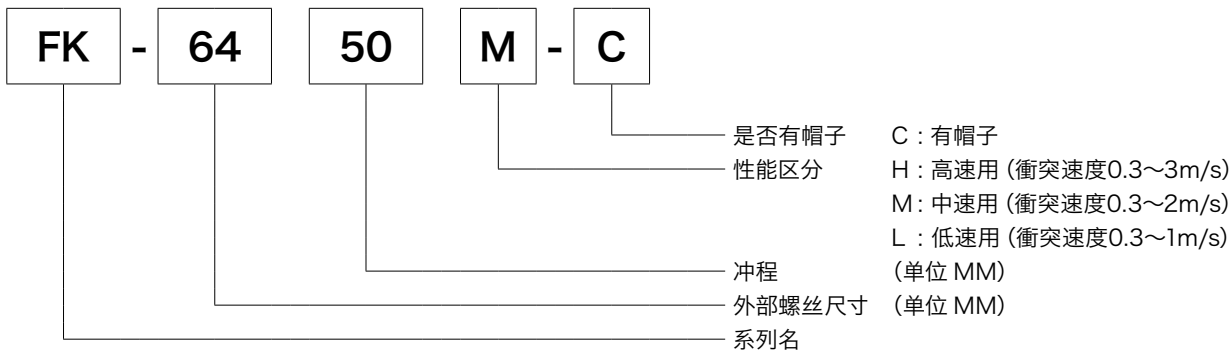 FK - 64 50 M - C
是否有帽子 C : 有帽子
性能区分 H : 高速用 (衝突速度0.3~3m/s)
M : 中速用 (衝突速度0.3~2m/s)
L : 低速用 (衝突速度0.3~1m/s)
冲程 (单位 MM)
外部螺丝尺寸 (单位 MM)
系列名